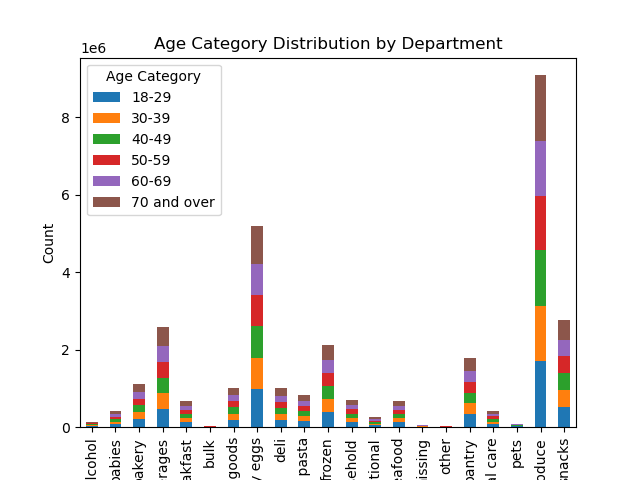 Age Category Distribution by Department
1e6
Age Category
18-29
30-39
40-49
50-59
60-69
70 and over
Count
8
6
4
2
0
lcohol
babies
akery
erages
akfast
bulk
goods
y eggs
deli
pasta
frozen
ehold
tional
eafood
issing
other
pantry
al care
pets
oduce
snacks